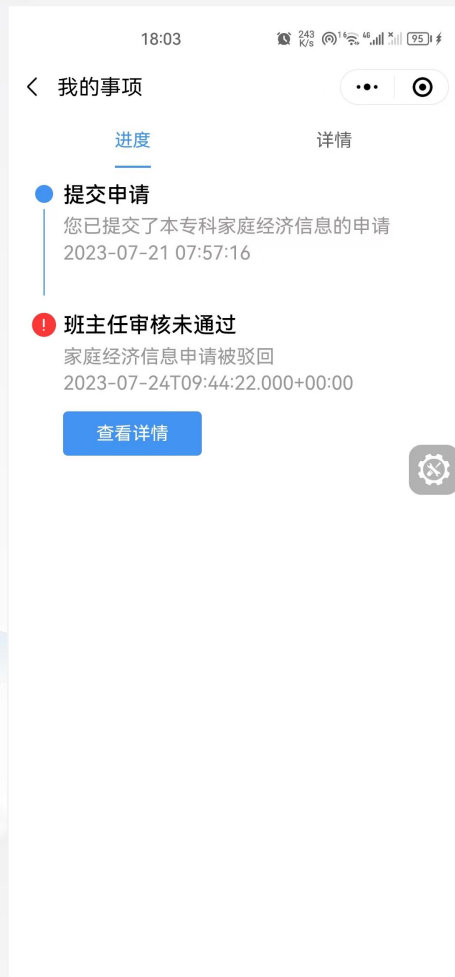 18:03
243
K/s
16
4G
95
我的事项
进度
详情
提交申请
您已提交了本专科家庭经济信息的申请
2023-07-21 07:57:16
班主任审核未通过
家庭经济信息申请被驳回
2023-07-24T09:44:22.000+00:00
查看详情